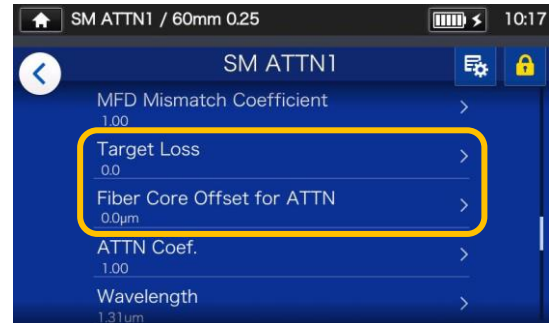 SM ATTN1 / 60mm 0.25
10:17
SM ATTN1
MFD Mismatch Coefficient
1.00
Target Loss
0.0
Fiber Core Offset for ATTN
0.0µm
ATTN Coef.
1.00
Wavelength
1.31um